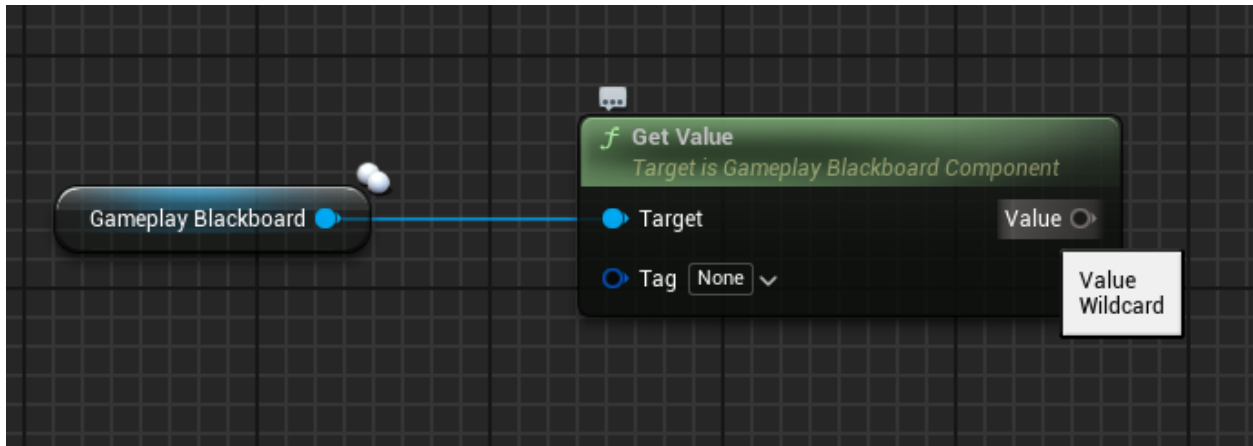 Get Value
Target is Gameplay Blackboard Component
Gameplay Blackboard
Target
Value
Tag None
Value
Wildcard